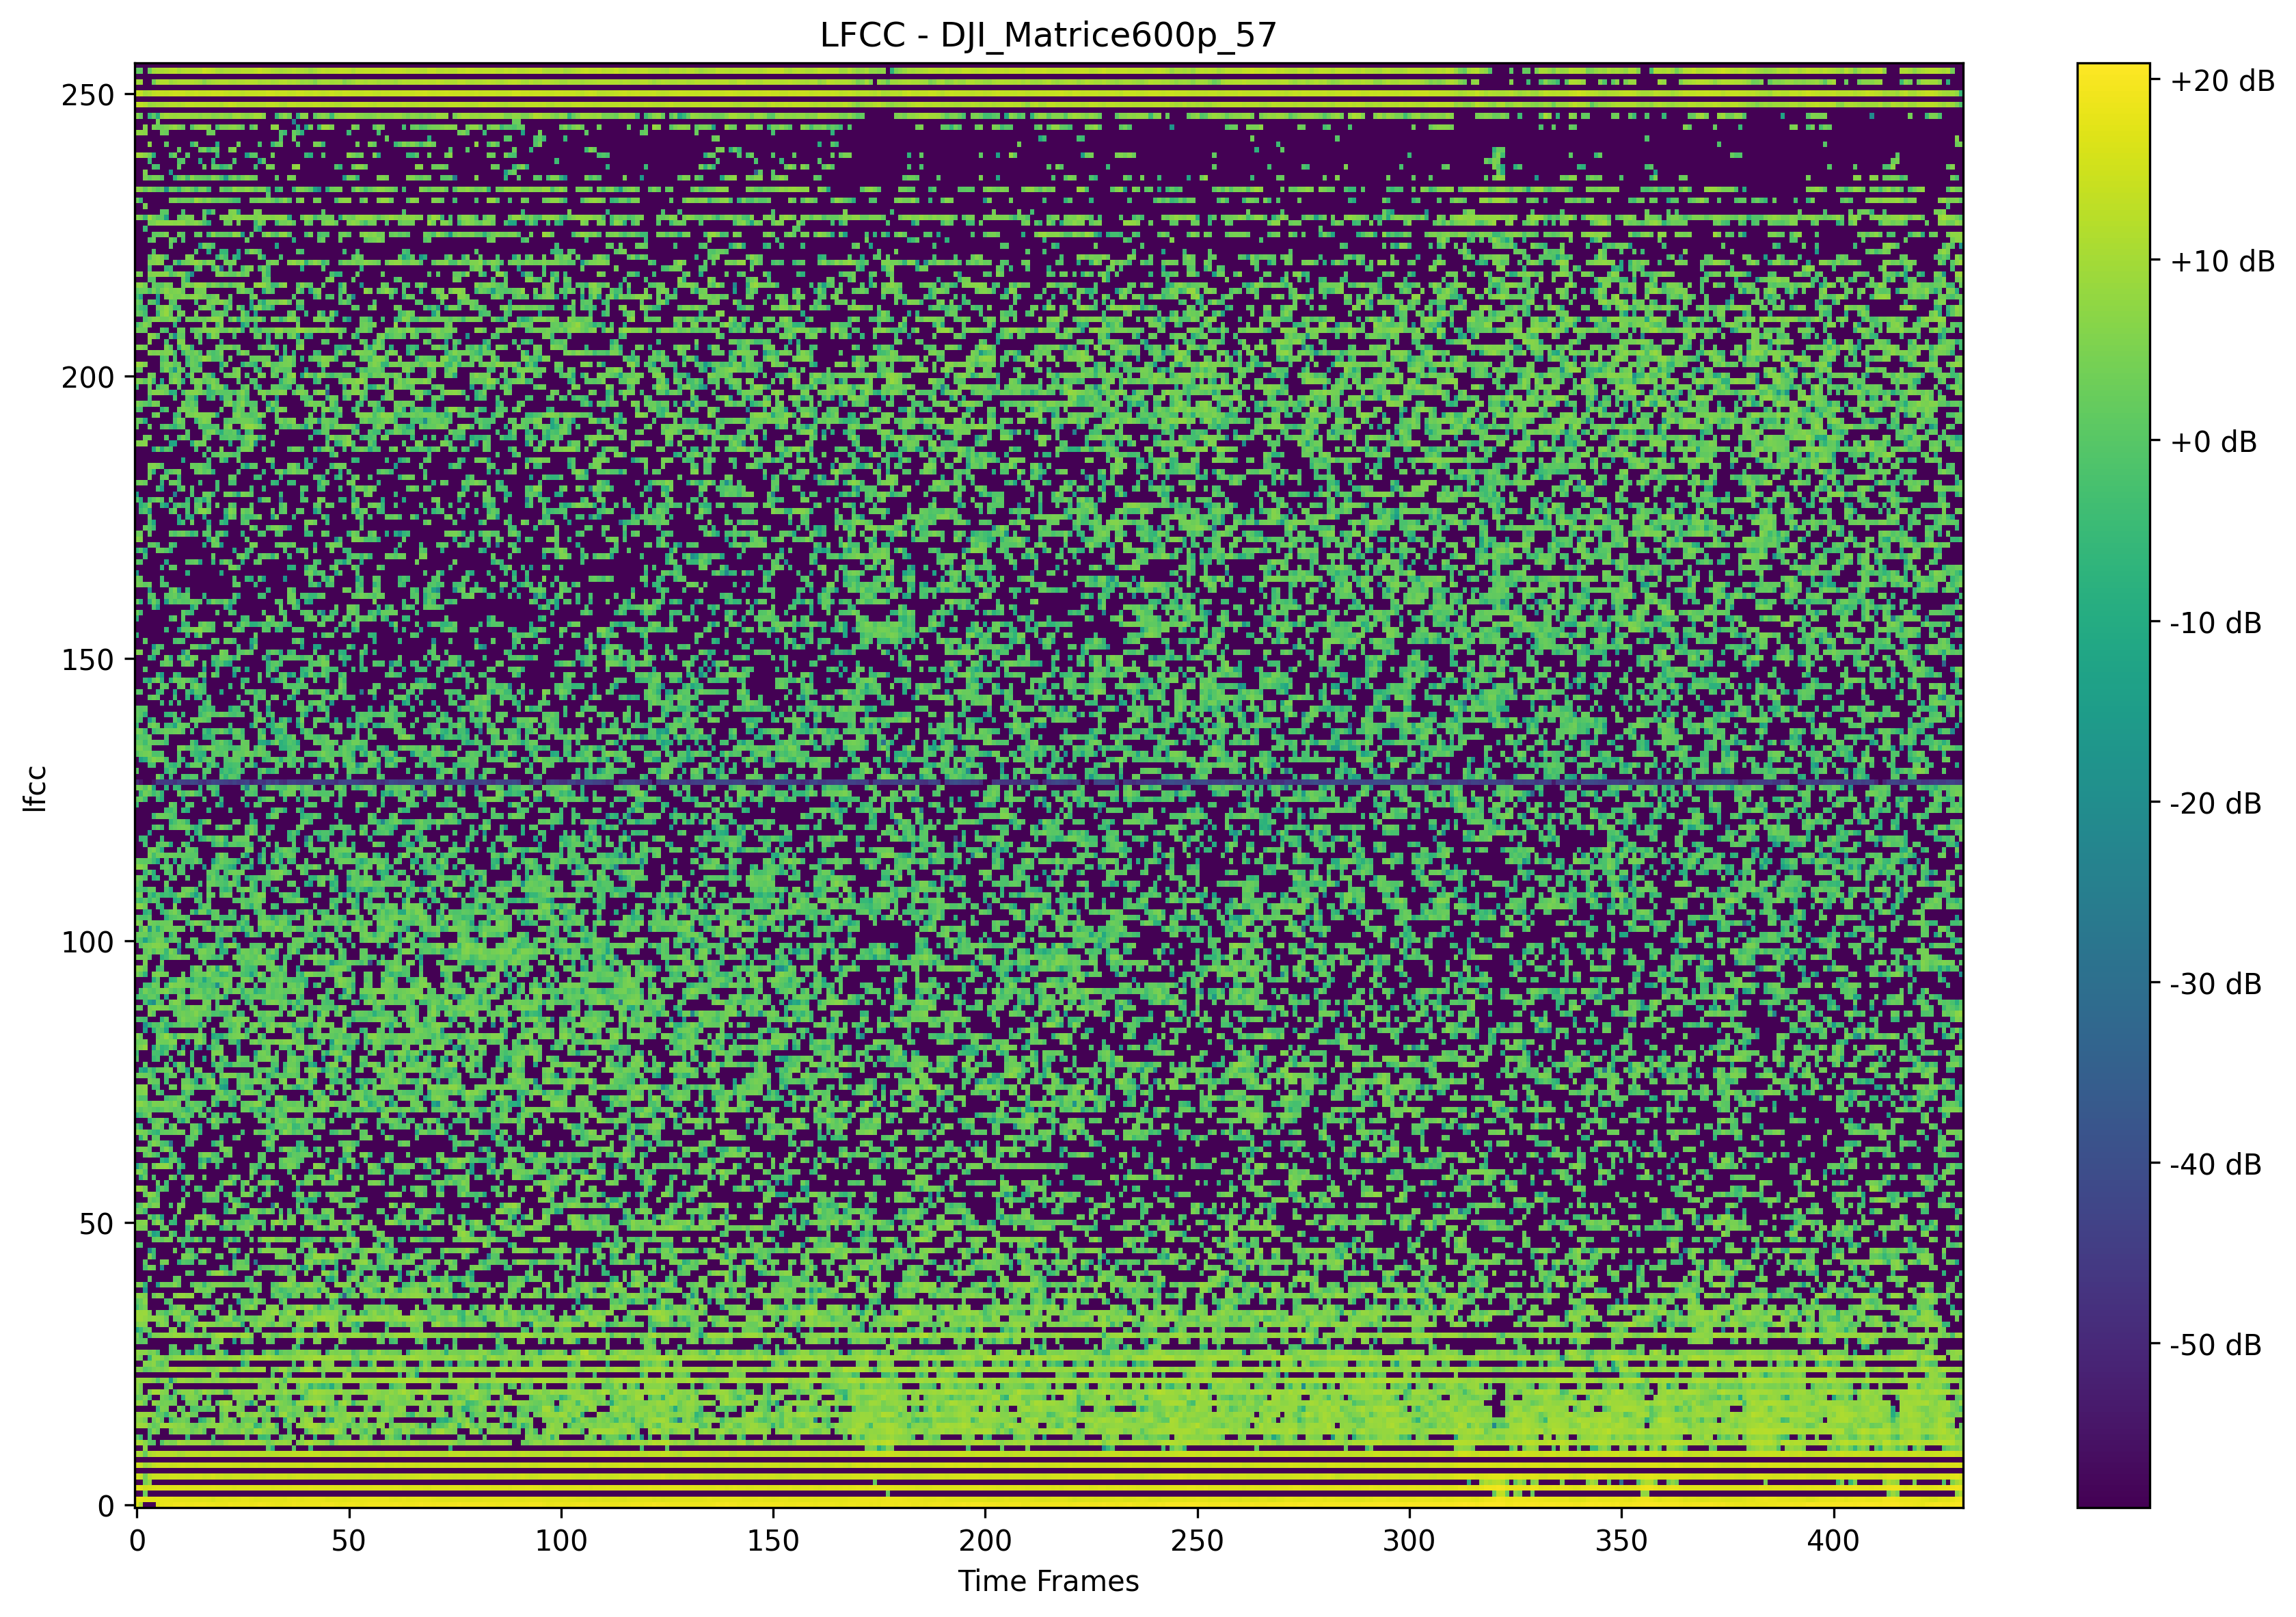 LFCC - DJI_Matrice600p_57
250
200
150
100
50
0
lfcc
0 50 100 150 200 250 300 350 400
Time Frames
+20 dB
+10 dB
+0 dB
-10 dB
-20 dB
-30 dB
-40 dB
-50 dB